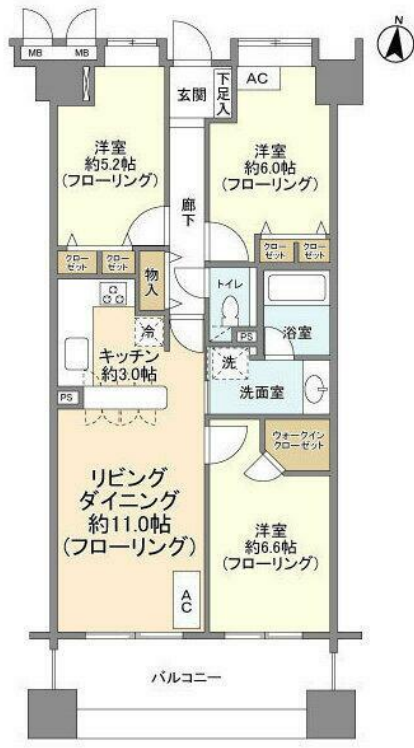 N
MB
MB
玄関
下足入
AC
洋室
約5.2帖
(フローリング)
洋室
約6.0帖
(フローリング)
廊下
クロー
ゼット
クロー
ゼット
物入
トイレ
クロー
ゼット
クロー
ゼット
冷
キッチン
約3.0帖
PS
浴室
洗
洗面室
PS
リビング
ダイニング
約11.0帖
(フローリング)
ウォークイン
クローゼット
洋室
約6.6帖
(フローリング)
AC
バルコニー